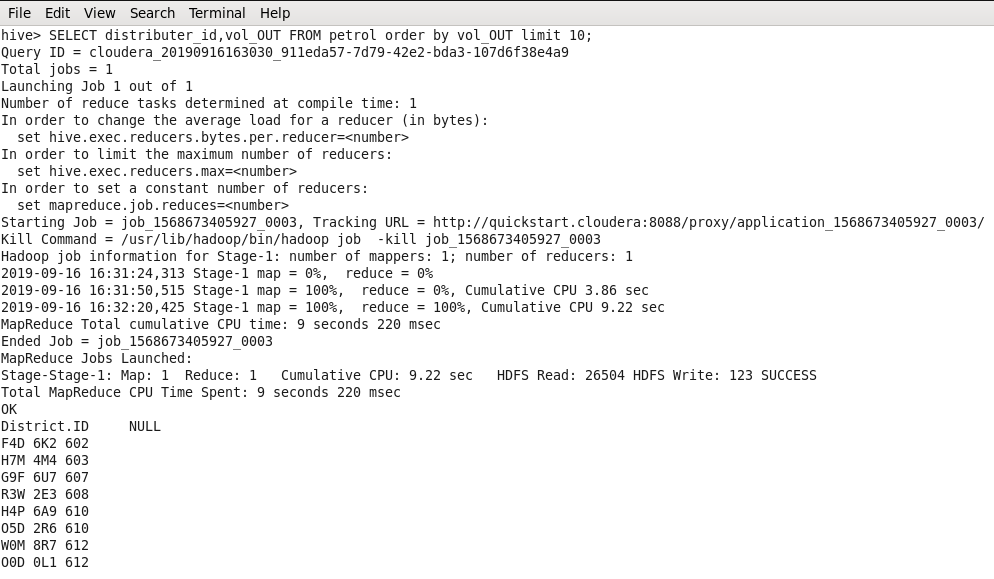 File Edit View Search Terminal Help
hive> SELECT distributer_id,vol_OUT FROM petrol order by vol_OUT limit 10;
Query ID = cloudera_20190916163030_911eda57-7d79-42e2-bda3-107d6f38e4a9
Total jobs = 1
Launching Job 1 out of 1
Number of reduce tasks determined at compile time: 1
In order to change the average load for a reducer (in bytes):
  set hive.exec.reducers.bytes.per.reducer=<number>
In order to limit the maximum number of reducers:
  set hive.exec.reducers.max=<number>
In order to set a constant number of reducers:
  set mapreduce.job.reduces=<number>
Starting Job = job_1568673405927_0003, Tracking URL = http://quickstart.cloudera:8088/proxy/application_1568673405927_0003/
Kill Command = /usr/lib/hadoop/bin/hadoop job  -kill job_1568673405927_0003
Hadoop job information for Stage-1: number of mappers: 1; number of reducers: 1
2019-09-16 16:31:24,313 Stage-1 map = 0%,  reduce = 0%
2019-09-16 16:31:50,515 Stage-1 map = 100%,  reduce = 0%, Cumulative CPU 3.86 sec
2019-09-16 16:32:20,425 Stage-1 map = 100%,  reduce = 100%, Cumulative CPU 9.22 sec
MapReduce Total cumulative CPU time: 9 seconds 220 msec
Ended Job = job_1568673405927_0003
MapReduce Jobs Launched:
Stage-Stage-1: Map: 1  Reduce: 1   Cumulative CPU: 9.22 sec   HDFS Read: 26504 HDFS Write: 123 SUCCESS
Total MapReduce CPU Time Spent: 9 seconds 220 msec
OK
District.ID     NULL
F4D 6K2 602
H7M 4M4 603
G9F 6U7 607
R3W 2E3 608
H4P 6A9 610
O5D 2R6 610
W0M 8R7 612
O0D 0L1 612